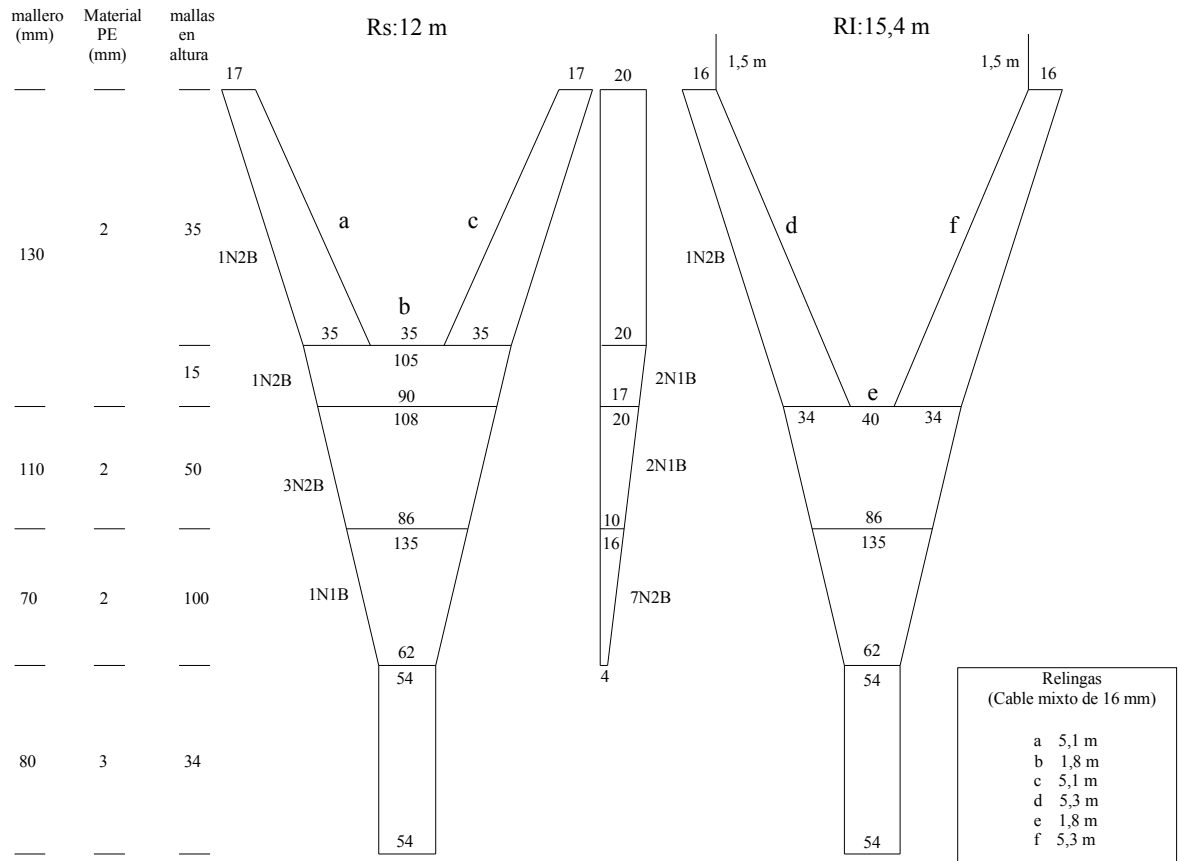 mallero
(mm)
Material
PE
(mm)
mallas
en
altura
Rs:12 m
RI:15,4 m
1,5 m
1,5 m
17
17
20
16
16
2
35
130
a
c
d
f
1N2B
1N2B
b
35
35
35
20
105
15
1N2B
2N1B
90
17
e
108
20
34
40
34
110
2
50
3N2B
2N1B
86
10
86
135
16
135
70
2
100
1N1B
7N2B
62
62
54
4
54
80
3
34
54
54
Relingas
(Cable mixto de 16 mm)
a 5,1 m
b 1,8 m
c 5,1 m
d 5,3 m
e 1,8 m
f 5,3 m